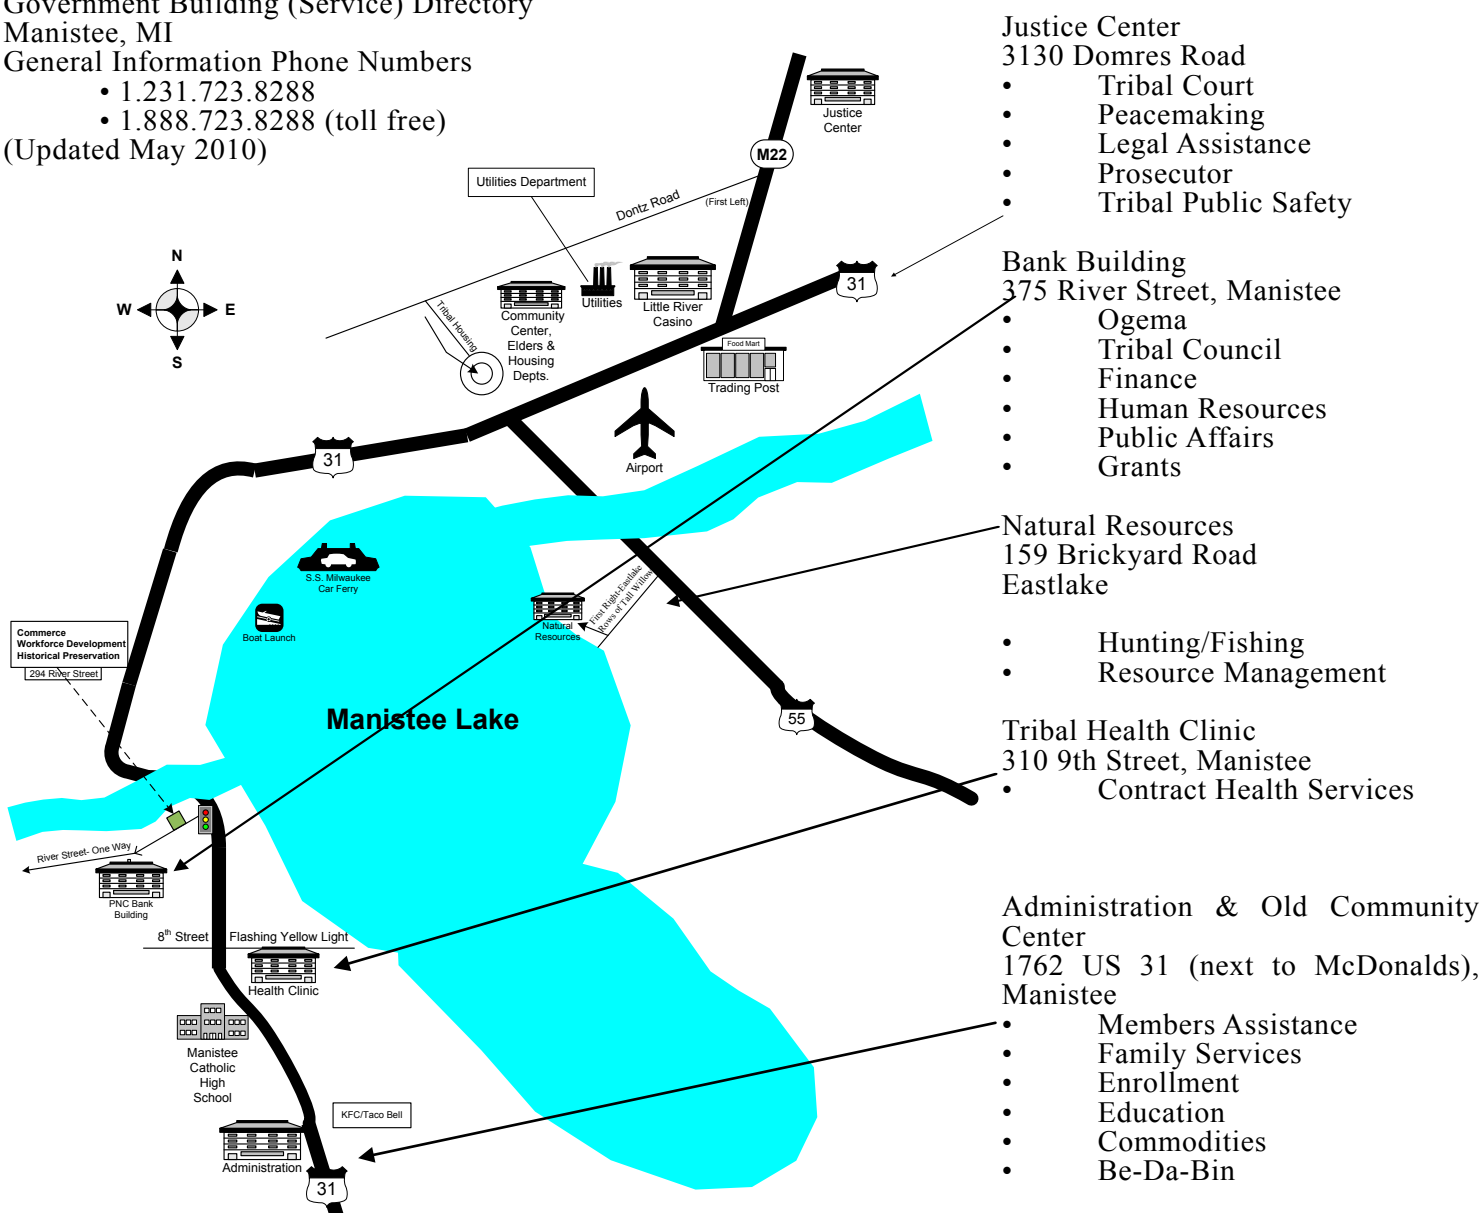 Government Building (Service) Directory
Manistee, MI
General Information Phone Numbers
• 1.231.723.8288
• 1.888.723.8288 (toll free)
(Updated May 2010)
Justice Center
3130 Domres Road
• Tribal Court
• Peacemaking
• Legal Assistance
• Prosecutor
• Tribal Public Safety
Bank Building
375 River Street, Manistee
• Ogema
• Tribal Council
• Finance
• Human Resources
• Public Affairs
• Grants
Natural Resources
159 Brickyard Road
Eastlake
• Hunting/Fishing
• Resource Management
Tribal Health Clinic
310 9th Street, Manistee
• Contract Health Services
Administration & Old Community
Center
1762 US 31 (next to McDonalds),
Manistee
• Members Assistance
• Family Services
• Enrollment
• Education
• Commodities
• Be-Da-Bin
Justice
Center
M22
Utilities Department
Dontz Road
(First Left)
N
W
E
S
31
Utilities
Little River
Casino
Community
Center,
Elders &
Housing
Depts.
Tribal Housing
Food Mart
Trading Post
Airport
31
S.S. Milwaukee
Car Ferry
Boat Launch
First Right-Eastlake
Rows of Tall Willow
Natural
Resources
Commerce
Workforce Development
Historical Preservation
294 River Street
Manistee Lake
55
River Street- One Way
PNC Bank
Building
8th Street
Flashing Yellow Light
Health Clinic
Manistee
Catholic
High
School
KFC/Taco Bell
Administration
31